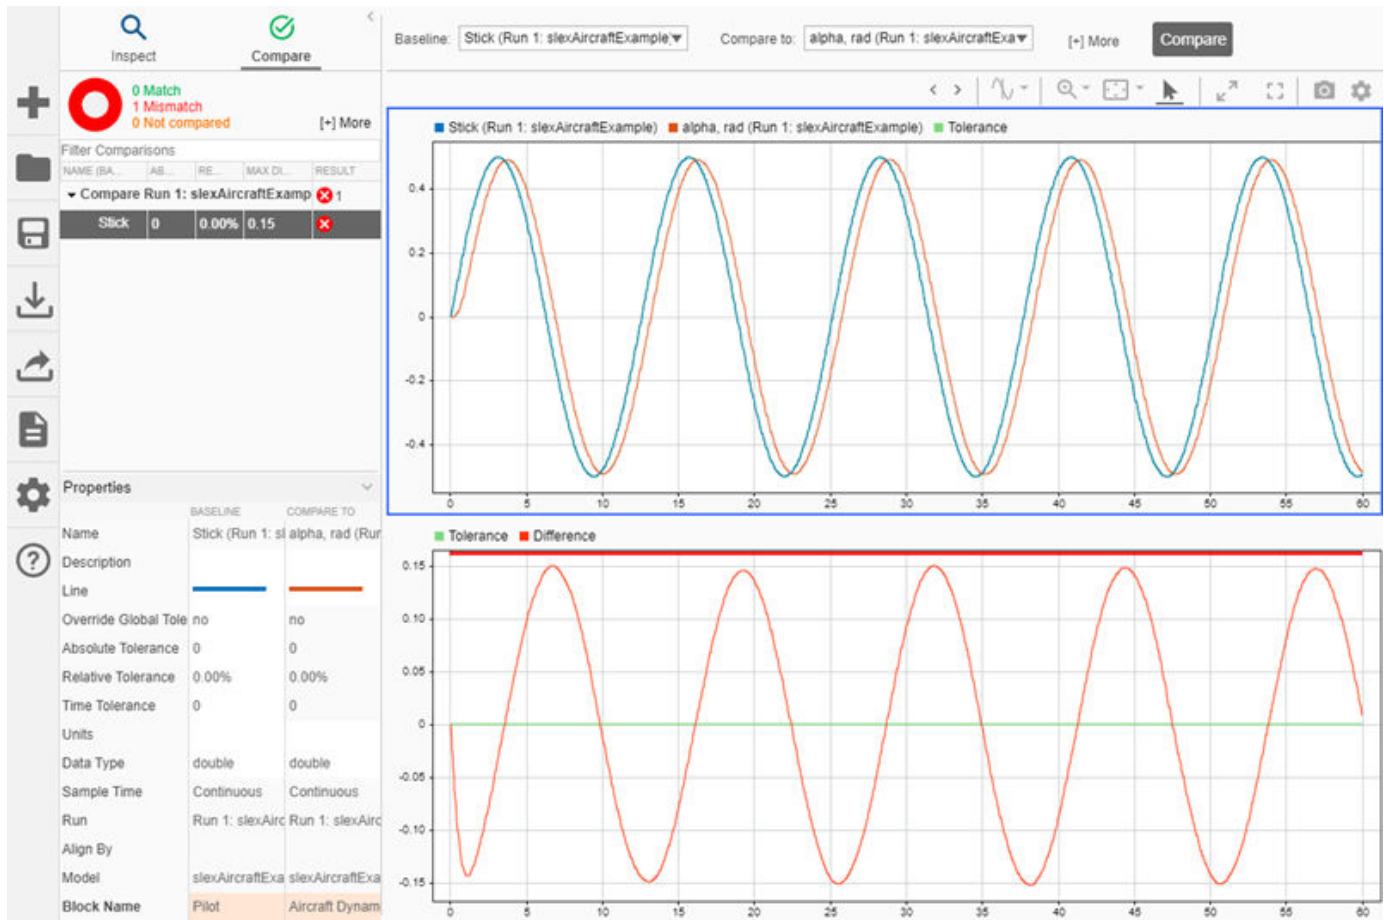 Inspect
Compare
0 Match
1 Mismatch
0 Not compared
[+] More
Filter Comparisons
NAME (BA... AB... RE... MAX DI... RESULT
Compare Run 1: slexAircraftExamp 1
Stick 0 0.00% 0.15
Properties
BASELINE COMPARE TO
Name Stick (Run 1: sl alpha, rad (Rur
Description
Line
Override Global Tole no no
Absolute Tolerance 0 0
Relative Tolerance 0.00% 0.00%
Time Tolerance 0 0
Units
Data Type double double
Sample Time Continuous Continuous
Run Run 1: slexAirc Run 1: slexAirc
Align By
Model slexAircraftExa slexAircraftExa
Block Name Pilot Aircraft Dynam
Baseline: Stick (Run 1: slexAircraftExample) Compare to: alpha, rad (Run 1: slexAircraftExa [+] More Compare
Stick (Run 1: slexAircraftExample) alpha, rad (Run 1: slexAircraftExample) Tolerance
0.4
0.2
0
-0.2
-0.4
0 5 10 15 20 25 30 35 40 45 50 55 60
Tolerance Difference
0.15
0.10
0.05
0
-0.05
-0.10
-0.15
0 5 10 15 20 25 30 35 40 45 50 55 60